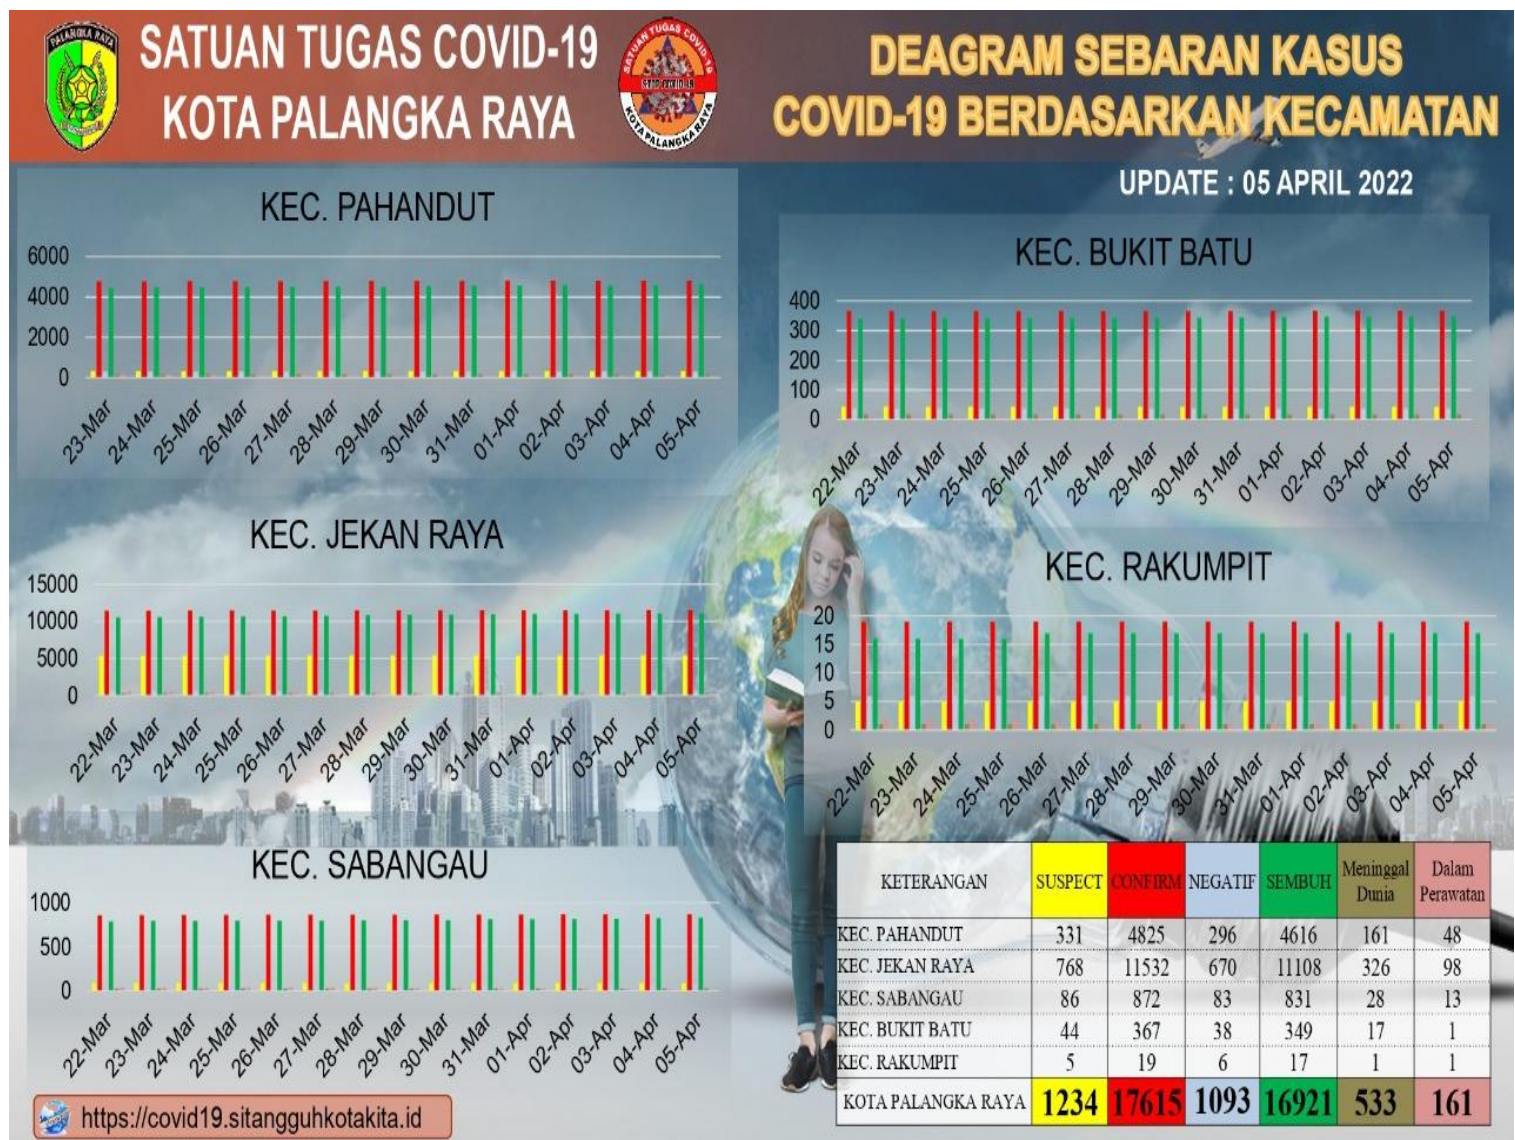 SATUAN TUGAS COVID-19
KOTA PALANGKA RAYA
PALANGKA RAYA
SATUAN TUGAS COVID-19
STOP COVID-19
KOTA PALANGKA RAYA
DEAGRAM SEBARAN KASUS
COVID-19 BERDASARKAN KECAMATAN
UPDATE : 05 APRIL 2022
KEC. PAHANDUT
6000
4000
2000
0
23-Mar 24-Mar 25-Mar 26-Mar 27-Mar 28-Mar 29-Mar 30-Mar 31-Mar 01-Apr 02-Apr 03-Apr 04-Apr 05-Apr
KEC. BUKIT BATU
400
300
200
100
0
22-Mar 23-Mar 24-Mar 25-Mar 26-Mar 27-Mar 28-Mar 29-Mar 30-Mar 31-Mar 01-Apr 02-Apr 03-Apr 04-Apr 05-Apr
KEC. JEKAN RAYA
15000
10000
5000
0
22-Mar 23-Mar 24-Mar 25-Mar 26-Mar 27-Mar 28-Mar 29-Mar 30-Mar 31-Mar 01-Apr 02-Apr 03-Apr 04-Apr 05-Apr
KEC. RAKUMPIT
20
15
10
5
0
22-Mar 23-Mar 24-Mar 25-Mar 26-Mar 27-Mar 28-Mar 29-Mar 30-Mar 31-Mar 01-Apr 02-Apr 03-Apr 04-Apr 05-Apr
KEC. SABANGAU
1000
500
0
22-Mar 23-Mar 24-Mar 25-Mar 26-Mar 27-Mar 28-Mar 29-Mar 30-Mar 31-Mar 01-Apr 02-Apr 03-Apr 04-Apr 05-Apr
KETERANGAN SUSPECT CONFIRM NEGATIF SEMBUH Meninggal Dunia Dalam Perawatan
KEC. PAHANDUT 331 4825 296 4616 161 48
KEC. JEKAN RAYA 768 11532 670 11108 326 98
KEC. SABANGAU 86 872 83 831 28 13
KEC. BUKIT BATU 44 367 38 349 17 1
KEC. RAKUMPIT 5 19 6 17 1 1
KOTA PALANGKA RAYA 1234 17615 1093 16921 533 161
https://covid19.sitangguhkotakita.id